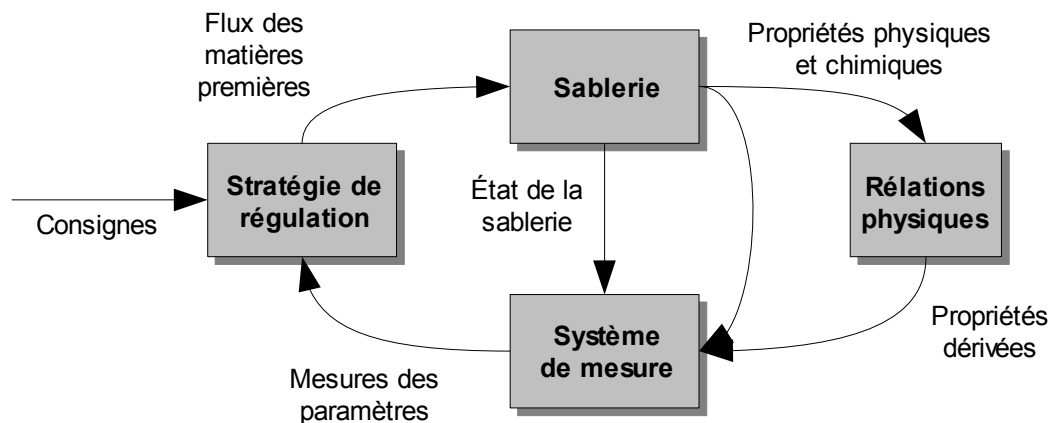 Flux des
matières
premières
Sablerie
Propriétés physiques
et chimiques
Stratégie de
régulation
Consignes
État de la
sablerie
Rélations
physiques
Système
de mesure
Propriétés
dérivées
Mesures des
paramètres